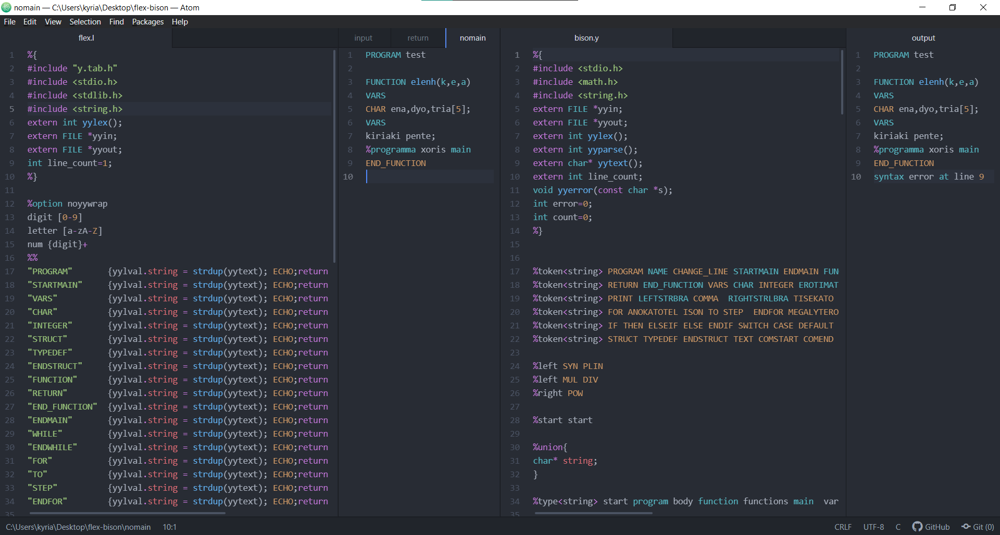 nomain — C:\Users\kyria\Desktop\flex-bison — Atom
File Edit View Selection Find Packages Help
flex.l
1 %{
2 #include "y.tab.h"
3 #include <stdio.h>
4 #include <stdlib.h>
5 #include <string.h>
6 extern int yylex();
7 extern FILE *yyin;
8 extern FILE *yyout;
9 int line_count=1;
10 %}
11
12 %option noyywrap
13 digit [0-9]
14 letter [a-zA-Z]
15 num {digit}+
16 %%
17 "PROGRAM" {yylval.string = strdup(yytext); ECHO;return
18 "STARTMAIN" {yylval.string = strdup(yytext); ECHO;return
19 "VARS" {yylval.string = strdup(yytext); ECHO;return
20 "CHAR" {yylval.string = strdup(yytext); ECHO;return
21 "INTEGER" {yylval.string = strdup(yytext); ECHO;return
22 "STRUCT" {yylval.string = strdup(yytext); ECHO;return
23 "TYPEDEF" {yylval.string = strdup(yytext); ECHO;return
24 "ENDSTRUCT" {yylval.string = strdup(yytext); ECHO;return
25 "FUNCTION" {yylval.string = strdup(yytext); ECHO;return
26 "RETURN" {yylval.string = strdup(yytext); ECHO;return
27 "END_FUNCTION" {yylval.string = strdup(yytext); ECHO;return
28 "ENDMAIN" {yylval.string = strdup(yytext); ECHO;return
29 "WHILE" {yylval.string = strdup(yytext); ECHO;return
30 "ENDWHILE" {yylval.string = strdup(yytext); ECHO;return
31 "FOR" {yylval.string = strdup(yytext); ECHO;return
32 "TO" {yylval.string = strdup(yytext); ECHO;return
33 "STEP" {yylval.string = strdup(yytext); ECHO;return
34 "ENDFOR" {yylval.string = strdup(yytext); ECHO;return
35
input return nomain
1 PROGRAM test
2
3 FUNCTION elenh(k,e,a)
4 VARS
5 CHAR ena,dyo,tria[5];
6 VARS
7 kiriaki pente;
8 %programma xoris main
9 END_FUNCTION
10
bison.y
1 %{
2 #include <stdio.h>
3 #include <math.h>
4 #include <string.h>
5 extern FILE *yyin;
6 extern FILE *yyout;
7 extern int yylex();
8 extern int yyparse();
9 extern char* yytext();
10 extern int line_count;
11 void yyerror(const char *s);
12 int error=0;
13 int count=0;
14 %}
15
16
17 %token<string> PROGRAM NAME CHANGE_LINE STARTMAIN ENDMAIN FUN
18 %token<string> RETURN END_FUNCTION VARS CHAR INTEGER EROTIMAT
19 %token<string> PRINT LEFTSTRBRA COMMA RIGHTSTRLBRA TISEKATO
20 %token<string> FOR ANOKATOTEL ISON TO STEP ENDFOR MEGALYTERO
21 %token<string> IF THEN ELSEIF ELSE ENDIF SWITCH CASE DEFAULT
22 %token<string> STRUCT TYPEDEF ENDSTRUCT TEXT COMSTART COMEND
23
24 %left SYN PLIN
25 %left MUL DIV
26 %right POW
27
28 %start start
29
30 %union{
31 char* string;
32 }
33
34 %type<string> start program body function functions main var
35
output
1 PROGRAM test
2
3 FUNCTION elenh(k,e,a)
4 VARS
5 CHAR ena,dyo,tria[5];
6 VARS
7 kiriaki pente;
8 %programma xoris main
9 END_FUNCTION
10 syntax error at line 9
C:\Users\kyria\Desktop\flex-bison\nomain 10:1
CRLF UTF-8 C GitHub Git (0)